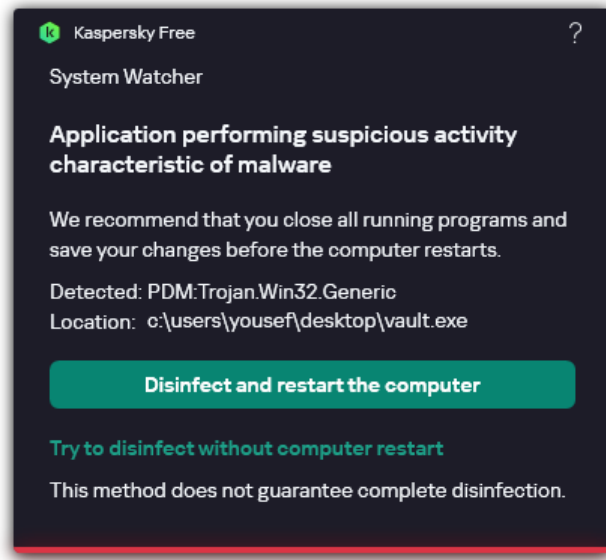 Kaspersky Free
?
System Watcher
Application performing suspicious activity
characteristic of malware
We recommend that you close all running programs and
save your changes before the computer restarts.
Detected: PDM:Trojan.Win32.Generic
Location: c:\users\yousef\desktop\vault.exe
Disinfect and restart the computer
Try to disinfect without computer restart
This method does not guarantee complete disinfection.